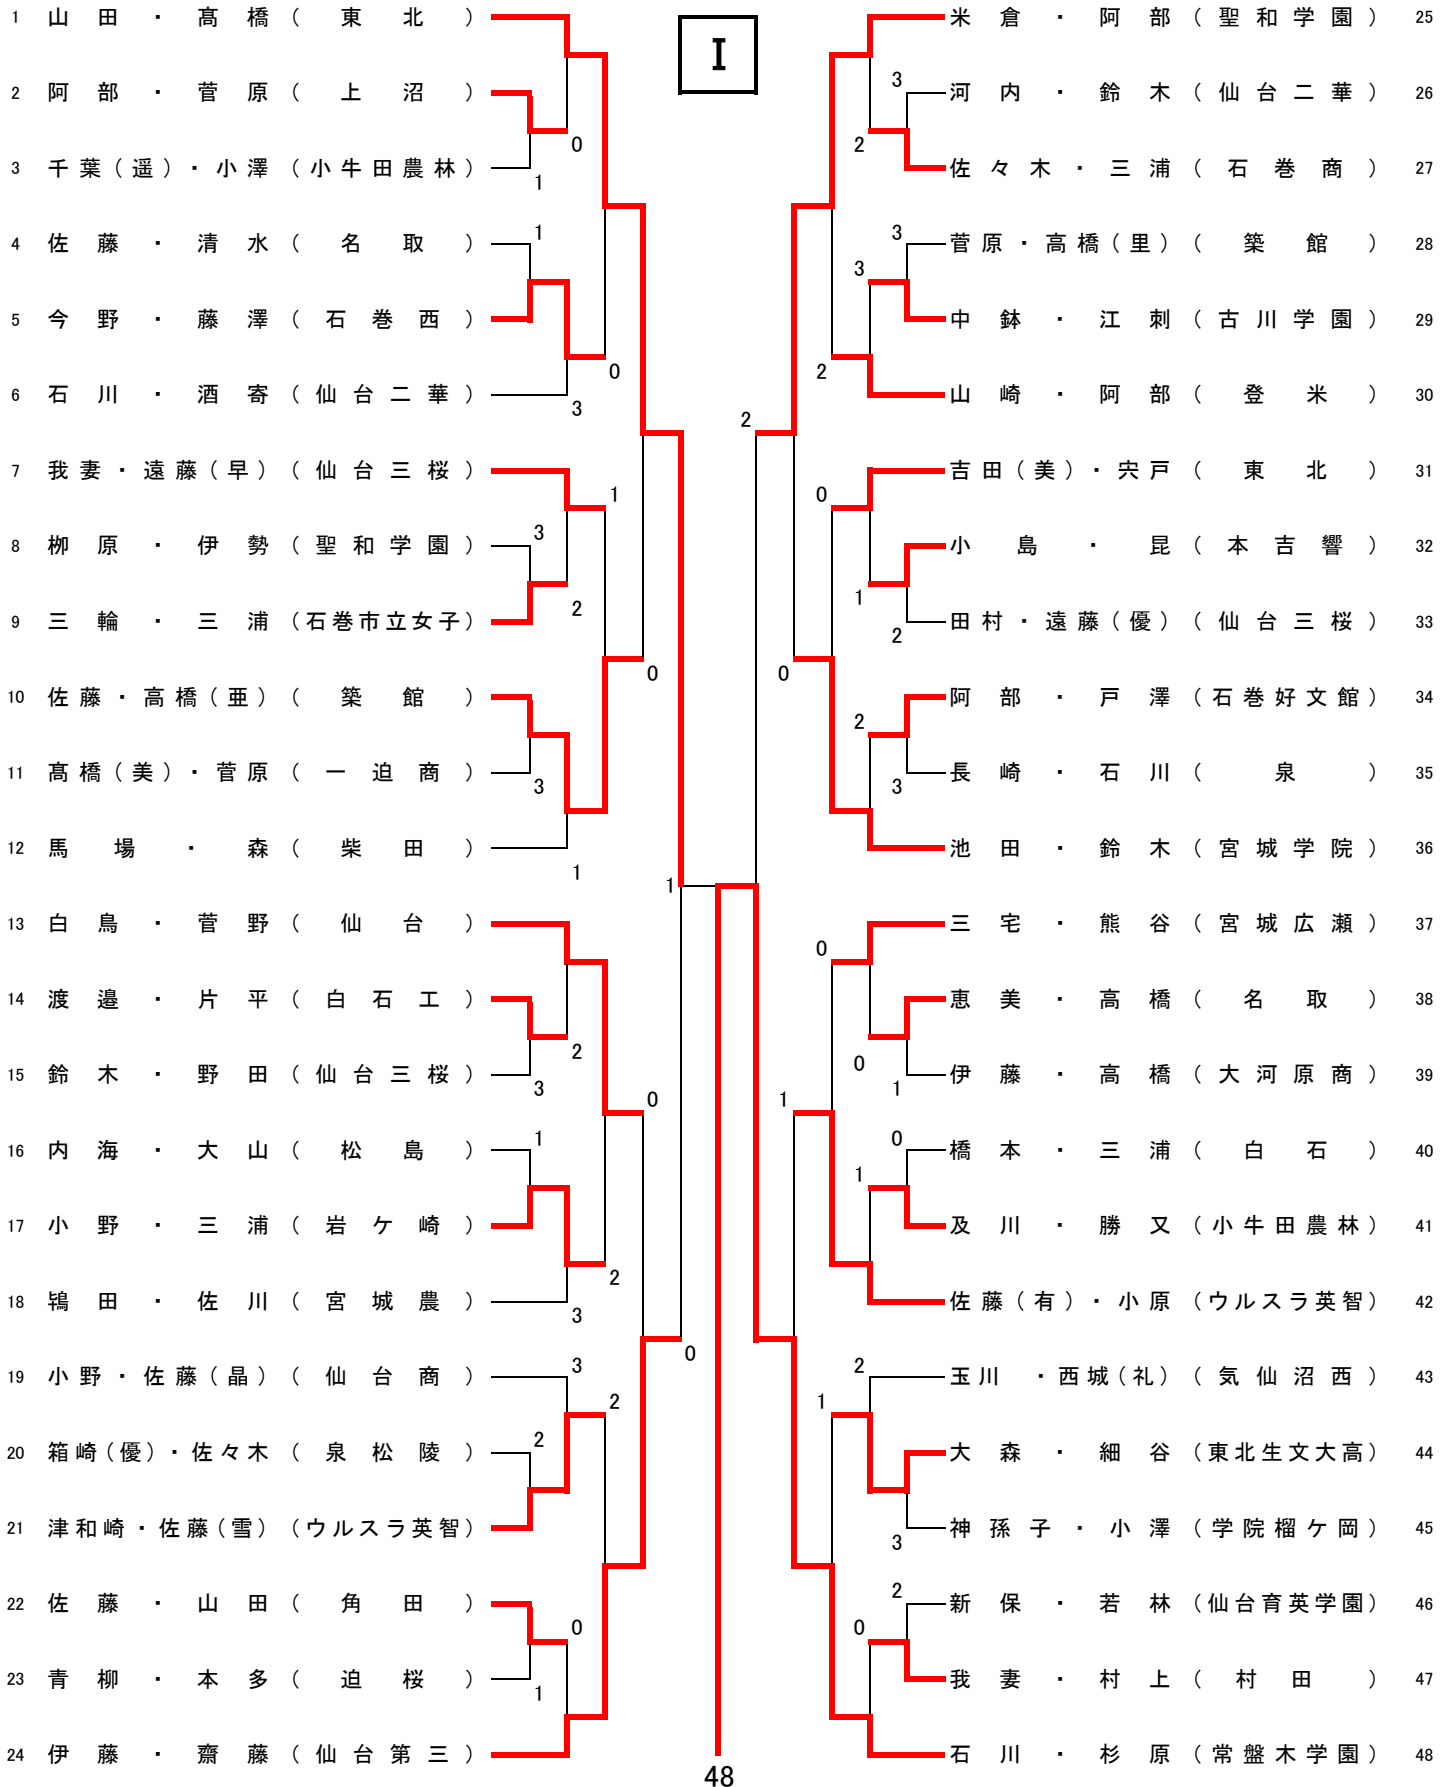 I
1 山田・髙橋（東北）
2 阿部・菅原（上沼）
0
3 千葉(遥)・小澤（小牛田農林）
1
4 佐藤・清水（名取）
1
5 今野・藤澤（石巻西）
0
6 石川・酒寄（仙台二華）
3
7 我妻・遠藤(早)（仙台三桜）
1
8 栁原・伊勢（聖和学園）
3
2
9 三輪・三浦（石巻市立女子）
0
10 佐藤・高橋(亜)（築館）
11 髙橋(美)・菅原（一迫商）
3
12 馬場・森（柴田）
1
1
13 白鳥・菅野（仙台）
14 渡邉・片平（白石工）
2
15 鈴木・野田（仙台三桜）
3
0
16 内海・大山（松島）
1
17 小野・三浦（岩ケ崎）
2
18 鴇田・佐川（宮城農）
3
0
19 小野・佐藤(晶)（仙台商）
3
2
20 箱崎(優)・佐々木（泉松陵）
2
21 津和崎・佐藤(雪)（ウルスラ英智）
22 佐藤・山田（角田）
0
23 青柳・本多（迫桜）
1
24 伊藤・齋藤（仙台第三）
米倉・阿部（聖和学園） 25
3
河内・鈴木（仙台二華） 26
2
佐々木・三浦（石巻商） 27
3
菅原・高橋(里)（築館） 28
3
中鉢・江刺（古川学園） 29
2
山崎・阿部（登米） 30
2
吉田(美)・宍戸（東北） 31
0
小島・昆（本吉響） 32
1
田村・遠藤(優)（仙台三桜） 33
2
0
阿部・戸澤（石巻好文館） 34
2
長崎・石川（泉） 35
3
池田・鈴木（宮城学院） 36
三宅・熊谷（宮城広瀬） 37
0
恵美・高橋（名取） 38
0
伊藤・高橋（大河原商） 39
1
1
橋本・三浦（白石） 40
0
1
及川・勝又（小牛田農林） 41
佐藤(有)・小原（ウルスラ英智） 42
玉川・西城(礼)（気仙沼西） 43
2
1
大森・細谷（東北生文大高） 44
神孫子・小澤（学院榴ケ岡） 45
3
新保・若林（仙台育英学園） 46
2
0
我妻・村上（村田） 47
石川・杉原（常盤木学園） 48
48